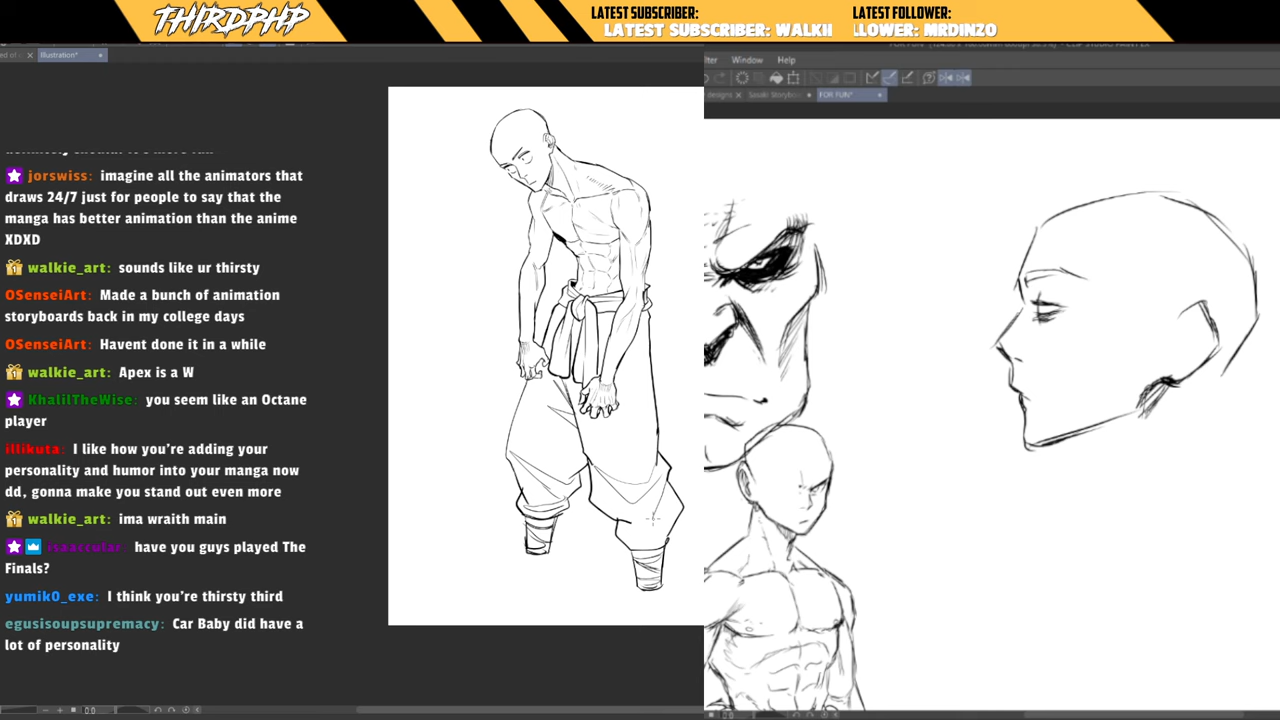 THIRDPHP
LATEST SUBSCRIBER:
LATEST SUBSCRIBER: WALKII
LATEST FOLLOWER:
LLOWER: MRDINZO
Illustration*
Window Help
FOR FUN*
jorswiss: imagine all the animators that
draws 24/7 just for people to say that the
manga has better animation than the anime
XDXD
walkie_art: sounds like ur thirsty
OSenseiArt: Made a bunch of animation
storyboards back in my college days
OSenseiArt: Havent done it in a while
walkie_art: Apex is a W
KhalilTheWise: you seem like an Octane
player
illikuta: I like how you're adding your
personality and humor into your manga now
dd, gonna make you stand out even more
walkie_art: ima wraith main
isaaccular: have you guys played The
Finals?
yumik0_exe: I think you're thirsty third
egusisoupsupremacy: Car Baby did have a
lot of personality